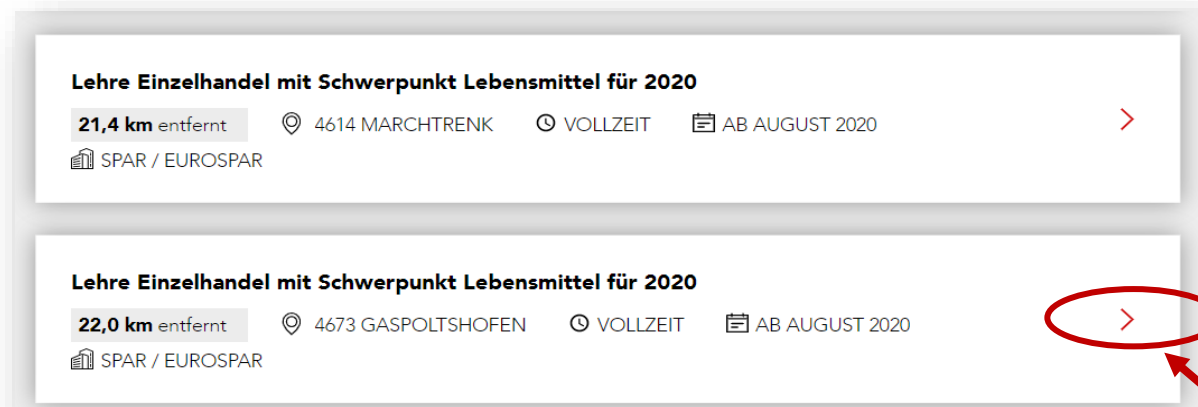 Lehre Einzelhandel mit Schwerpunkt Lebensmittel für 2020
21,4 km entfernt 4614 MARCHTRENK VOLLZEIT AB AUGUST 2020
SPAR / EUROSPAR
Lehre Einzelhandel mit Schwerpunkt Lebensmittel für 2020
22,0 km entfernt 4673 GASPOLTSHOFEN VOLLZEIT AB AUGUST 2020
SPAR / EUROSPAR